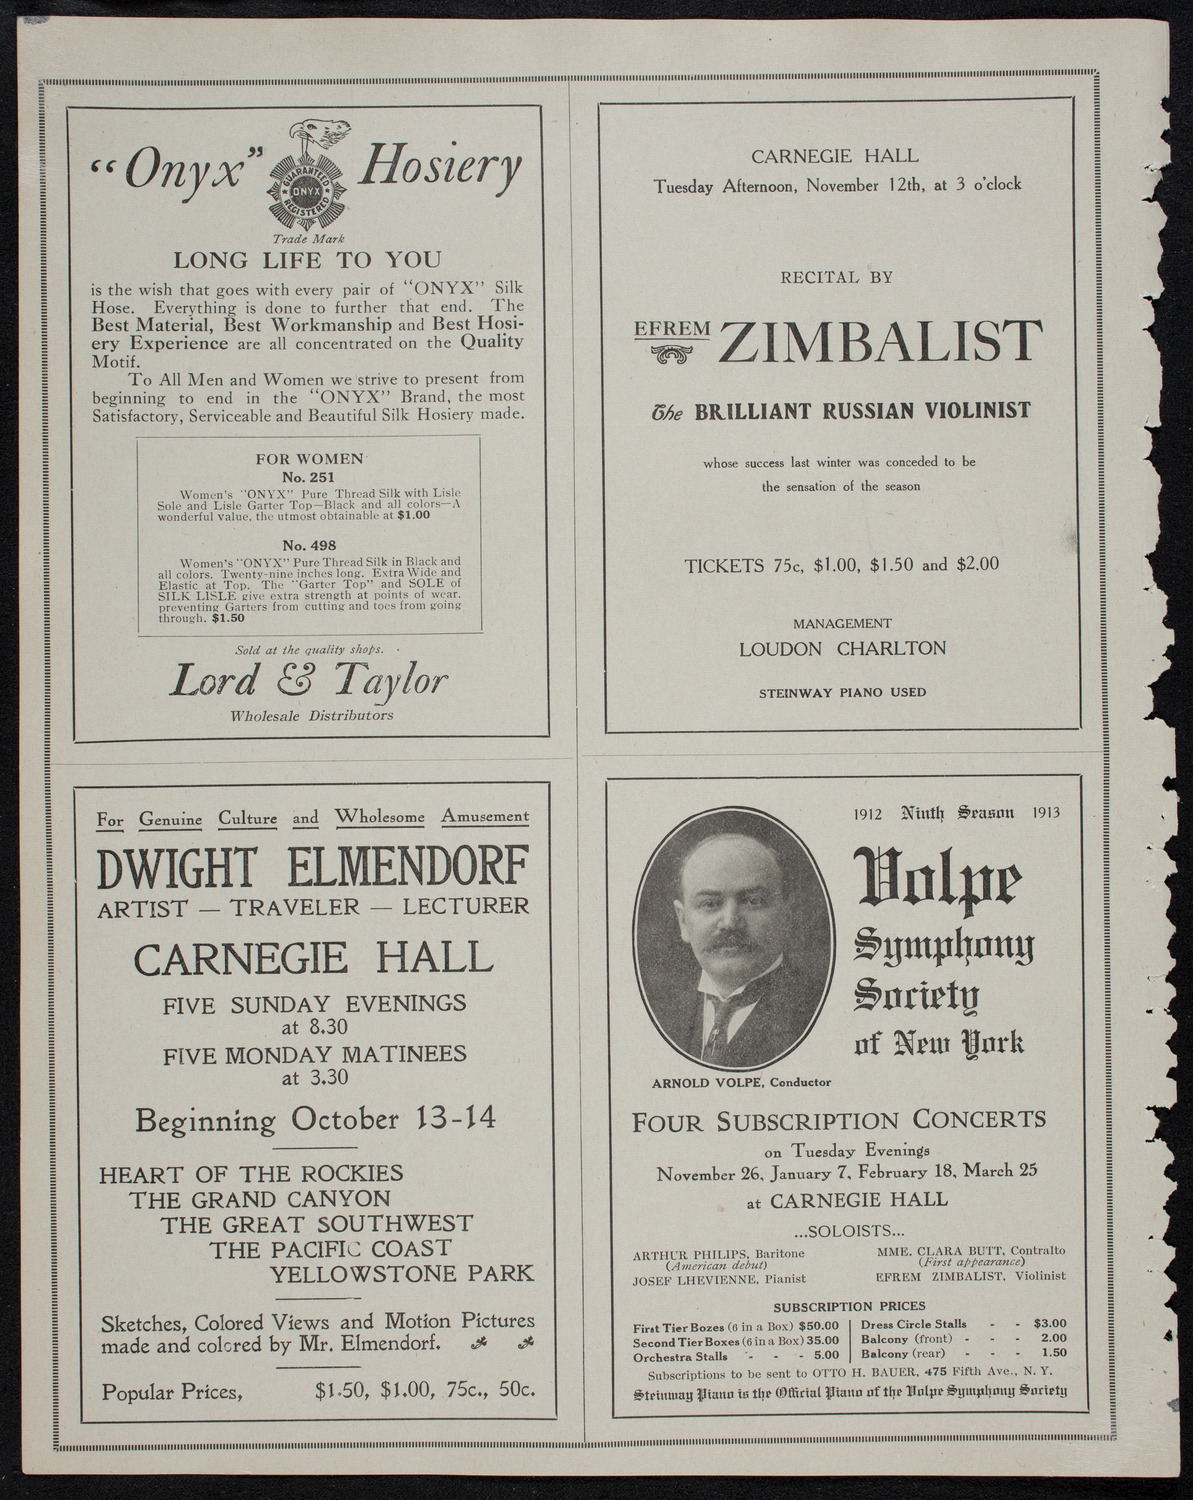 "Onyx" Hosiery
GUARANTEED
ONYX
REGISTERED
Trade Mark
LONG LIFE TO YOU
is the wish that goes with every pair of "ONYX" Silk
Hose. Everything is done to further that end. The
Best Material, Best Workmanship and Best Hosi-
ery Experience are all concentrated on the Quality
Motif.
To All Men and Women we strive to present from
beginning to end in the "ONYX" Brand, the most
Satisfactory, Serviceable and Beautiful Silk Hosiery made.
FOR WOMEN
No. 251
Women's "ONYX" Pure Thread Silk with Lisle
Sole and Lisle Garter Top—Black and all colors—A
wonderful value, the utmost obtainable at $1.00
No. 498
Women's "ONYX" Pure Thread Silk in Black and
all colors. Twenty-nine inches long. Extra Wide and
Elastic at Top. The "Garter Top" and SOLE of
SILK LISLE give extra strength at points of wear,
preventing Garters from cutting and toes from going
through. $1.50
Sold at the quality shops.
Lord & Taylor
Wholesale Distributors
CARNEGIE HALL
Tuesday Afternoon, November 12th, at 3 o'clock
RECITAL BY
EFREM ZIMBALIST
The BRILLIANT RUSSIAN VIOLINIST
whose success last winter was conceded to be
the sensation of the season
TICKETS 75c, $1.00, $1.50 and $2.00
MANAGEMENT
LOUDON CHARLTON
STEINWAY PIANO USED
For Genuine Culture and Wholesome Amusement
DWIGHT ELMENDORF
ARTIST — TRAVELER — LECTURER
CARNEGIE HALL
FIVE SUNDAY EVENINGS
at 8.30
FIVE MONDAY MATINEES
at 3.30
Beginning October 13-14
HEART OF THE ROCKIES
THE GRAND CANYON
THE GREAT SOUTHWEST
THE PACIFIC COAST
YELLOWSTONE PARK
Sketches, Colored Views and Motion Pictures
made and colored by Mr. Elmendorf.
Popular Prices, $1.50, $1.00, 75c., 50c.
1912 Ninth Season 1913
Volpe
Symphony
Society
of New York
ARNOLD VOLPE, Conductor
FOUR SUBSCRIPTION CONCERTS
on Tuesday Evenings
November 26, January 7, February 18, March 25
at CARNEGIE HALL
...SOLOISTS...
ARTHUR PHILIPS, Baritone
(American debut)
JOSEF LHEVIENNE, Pianist
MME. CLARA BUTT, Contralto
(First appearance)
EFREM ZIMBALIST, Violinist
SUBSCRIPTION PRICES
First Tier Boxes (6 in a Box) $50.00
Second Tier Boxes (6 in a Box) 35.00
Orchestra Stalls - - - 5.00
Dress Circle Stalls - - $3.00
Balcony (front) - - - 2.00
Balcony (rear) - - - 1.50
Subscriptions to be sent to OTTO H. BAUER, 475 Fifth Ave., N. Y.
Steinway Piano is the Official Piano of the Volpe Symphony Society